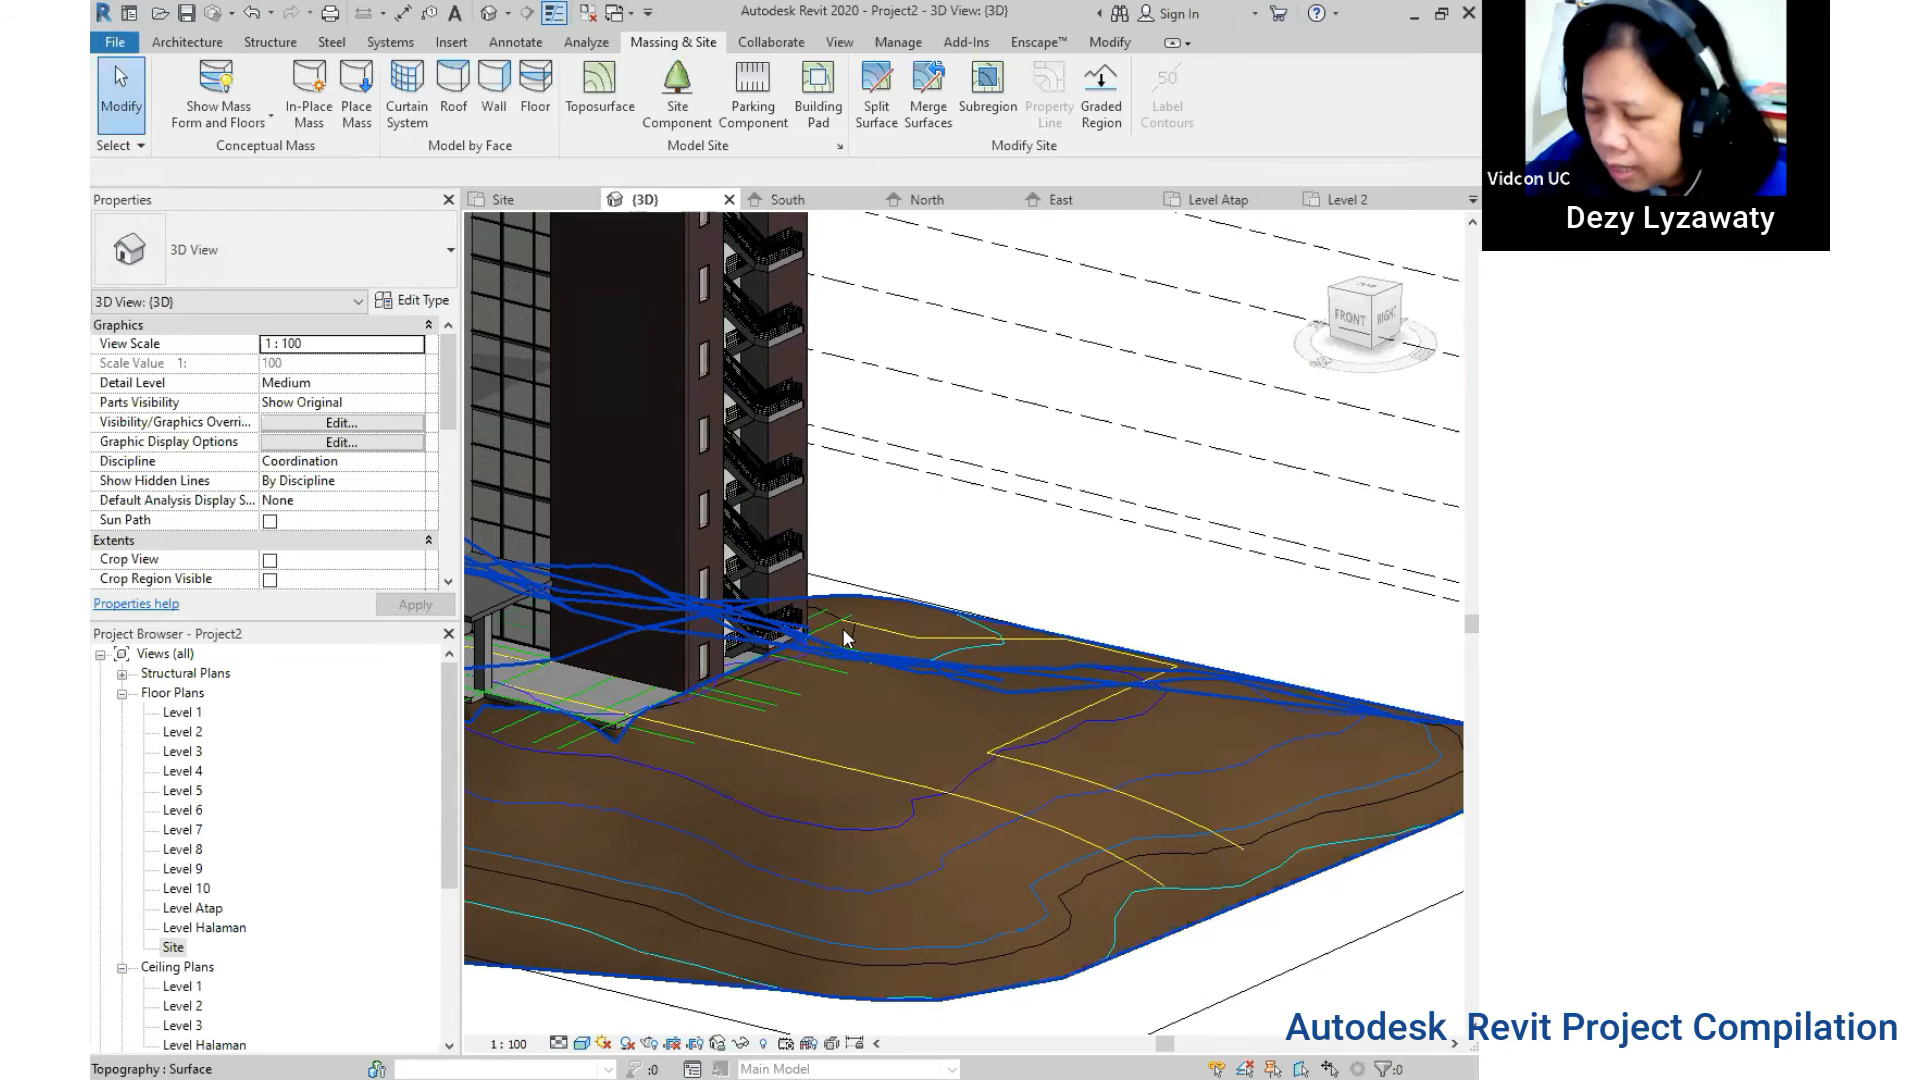 Autodesk Revit 2020 - Project2 - 3D View: {3D}
Sign In
File Architecture Structure Steel Systems Insert Annotate Analyze Massing & Site Collaborate View Manage Add-Ins Enscape™ Modify
Modify
Show Mass
Form and Floors
In-Place
Mass
Place
Mass
Curtain
System
Roof
Wall
Floor
Toposurface
Site
Component
Parking
Component
Building
Pad
Split
Surface
Merge
Surfaces
Subregion
Property
Line
Graded
Region
50
Label
Contours
Select
Conceptual Mass
Model by Face
Model Site
Modify Site
Properties
Site
{3D}
South
North
East
Level Atap
Level 2
3D View
3D View: {3D}
Edit Type
Graphics
View Scale 1 : 100
Scale Value 1: 100
Detail Level Medium
Parts Visibility Show Original
Visibility/Graphics Overri... Edit...
Graphic Display Options Edit...
Discipline Coordination
Show Hidden Lines By Discipline
Default Analysis Display S... None
Sun Path
Extents
Crop View
Crop Region Visible
Properties help
Apply
Project Browser - Project2
Views (all)
Structural Plans
Floor Plans
Level 1
Level 2
Level 3
Level 4
Level 5
Level 6
Level 7
Level 8
Level 9
Level 10
Level Atap
Level Halaman
Site
Ceiling Plans
Level 1
Level 2
Level 3
Level Halaman
FRONT
RIGHT
1 : 100
Topography : Surface
:0
Main Model
:0
Vidcon UC
Dezy Lyzawaty
Autodesk Revit Project Compilation